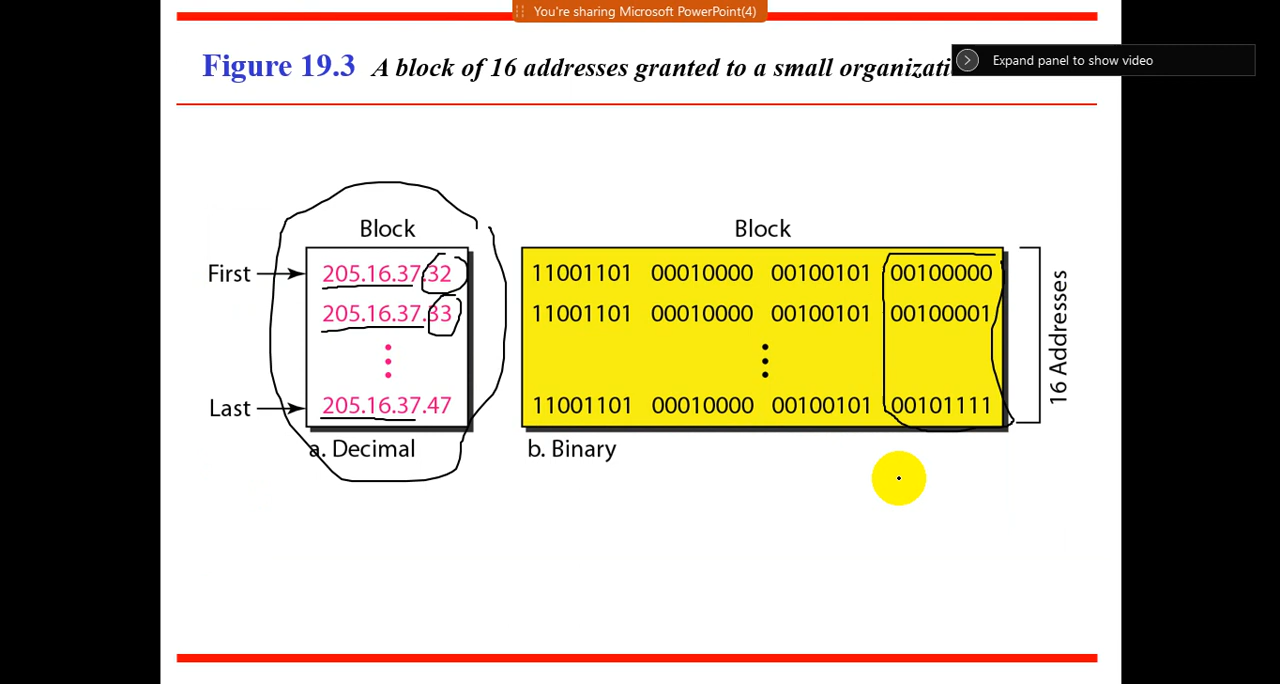 You're sharing Microsoft PowerPoint(4)
Figure 19.3 A block of 16 addresses granted to a small
Expand panel to show video
Block
First 205.16.37.32
205.16.37.33
Last 205.16.37.47
a. Decimal
Block
11001101 00010000 00100101 00100000
11001101 00010000 00100101 00100001
11001101 00010000 00100101 00101111
b. Binary
16 Addresses